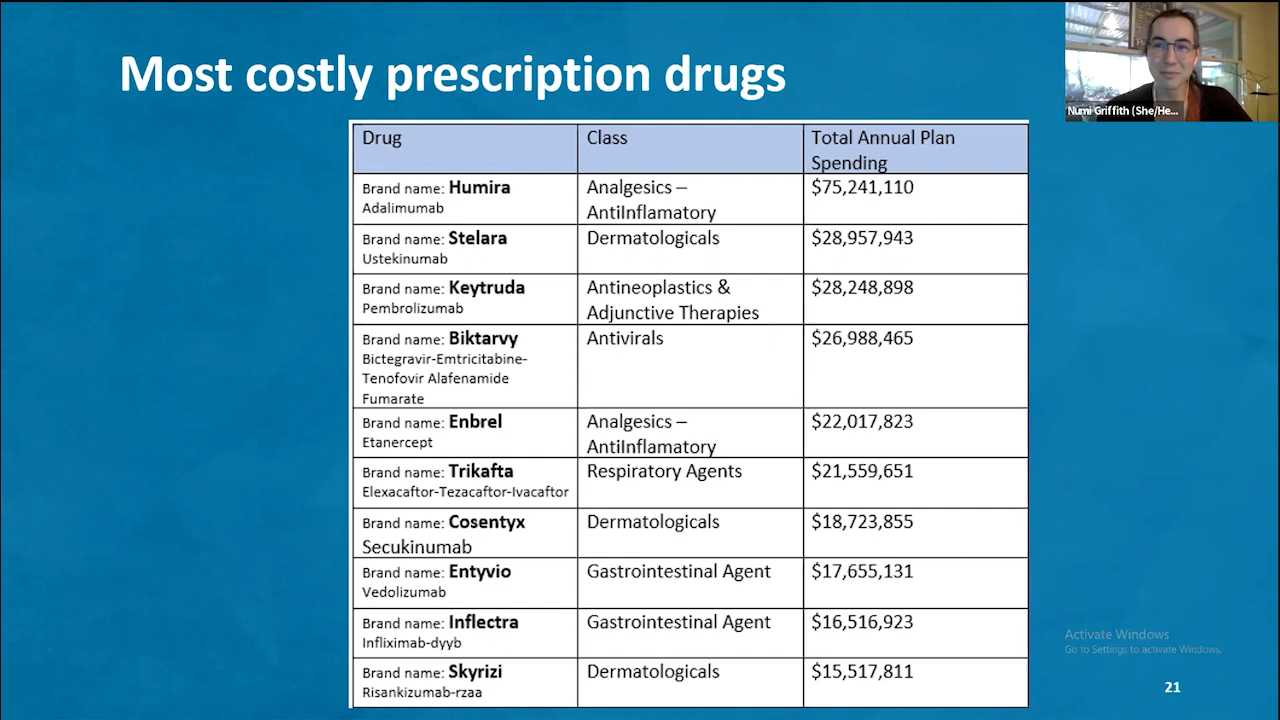 Most costly prescription drugs
Numi Griffith (She/He...
Drug Class Total Annual Plan
Spending
Brand name: Humira Analgesics – $75,241,110
Adalimumab AntiInflamatory
Brand name: Stelara Dermatologicals $28,957,943
Ustekinumab
Brand name: Keytruda Antineoplastics & $28,248,898
Pembrolizumab Adjunctive Therapies
Brand name: Biktarvy Antivirals $26,988,465
Bictegravir-Emtricitabine-
Tenofovir Alafenamide
Fumarate
Brand name: Enbrel Analgesics – $22,017,823
Etanercept AntiInflamatory
Brand name: Trikafta Respiratory Agents $21,559,651
Elexacaftor-Tezacaftor-Ivacaftor
Brand name: Cosentyx Dermatologicals $18,723,855
Secukinumab
Brand name: Entyvio Gastrointestinal Agent $17,655,131
Vedolizumab
Brand name: Inflectra Gastrointestinal Agent $16,516,923
Infliximab-dyyb
Brand name: Skyrizi Dermatologicals $15,517,811
Risankizumab-rzaa
Activate Windows
Go to Settings to activate Windows.
21